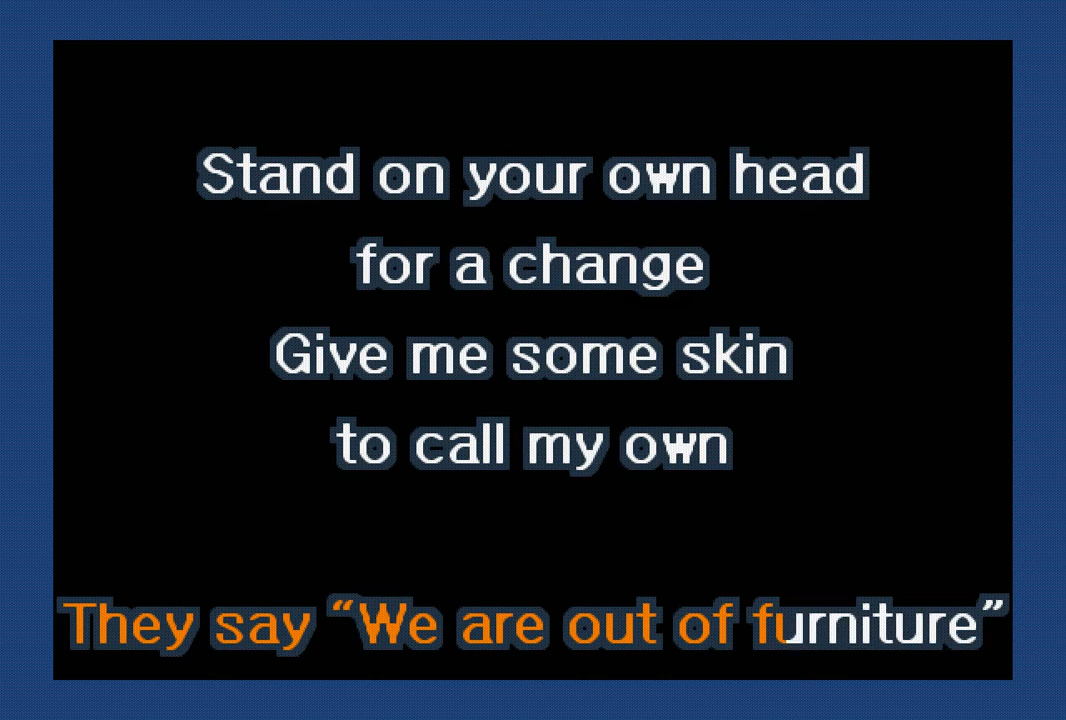 Stand on your own head
for a change
Give me some skin
to call my own
They say “We are out of furniture”